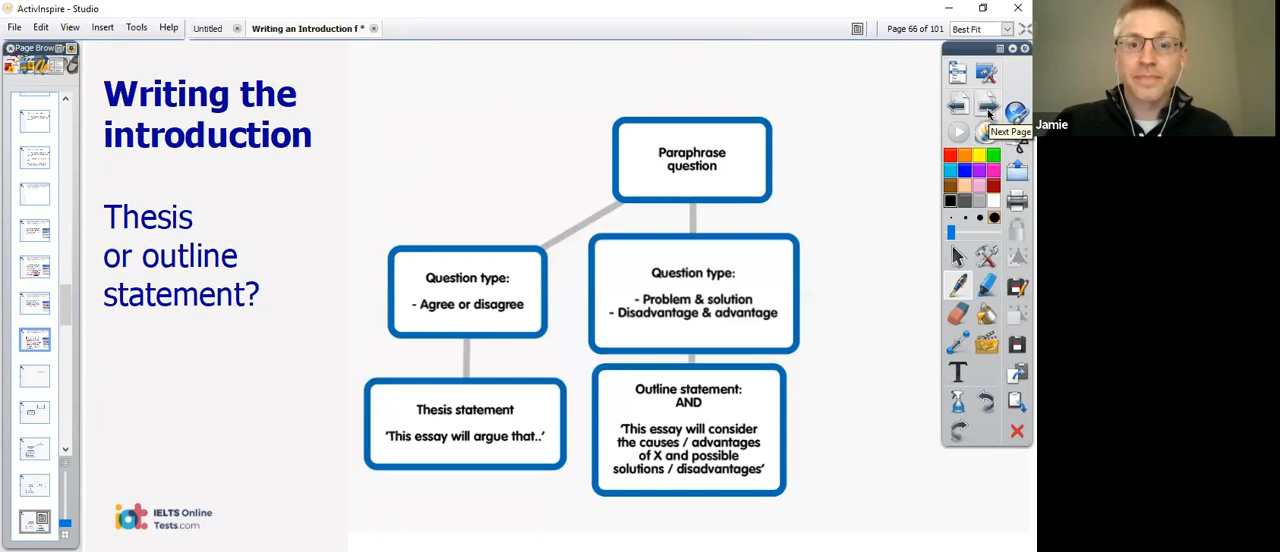 ActivInspire - Studio
File Edit View Insert Tools Help
Untitled
Writing an Introduction f *
Page 66 of 101
Best Fit
Page Browser
Writing the
introduction
Thesis
or outline
statement?
Paraphrase
question
Question type:
- Agree or disagree
Question type:
- Problem & solution
- Disadvantage & advantage
Thesis statement
'This essay will argue that..'
Outline statement:
AND
'This essay will consider
the causes / advantages
of X and possible
solutions / disadvantages'
iot
IELTS Online
Tests.com
Next Page
T
Jamie